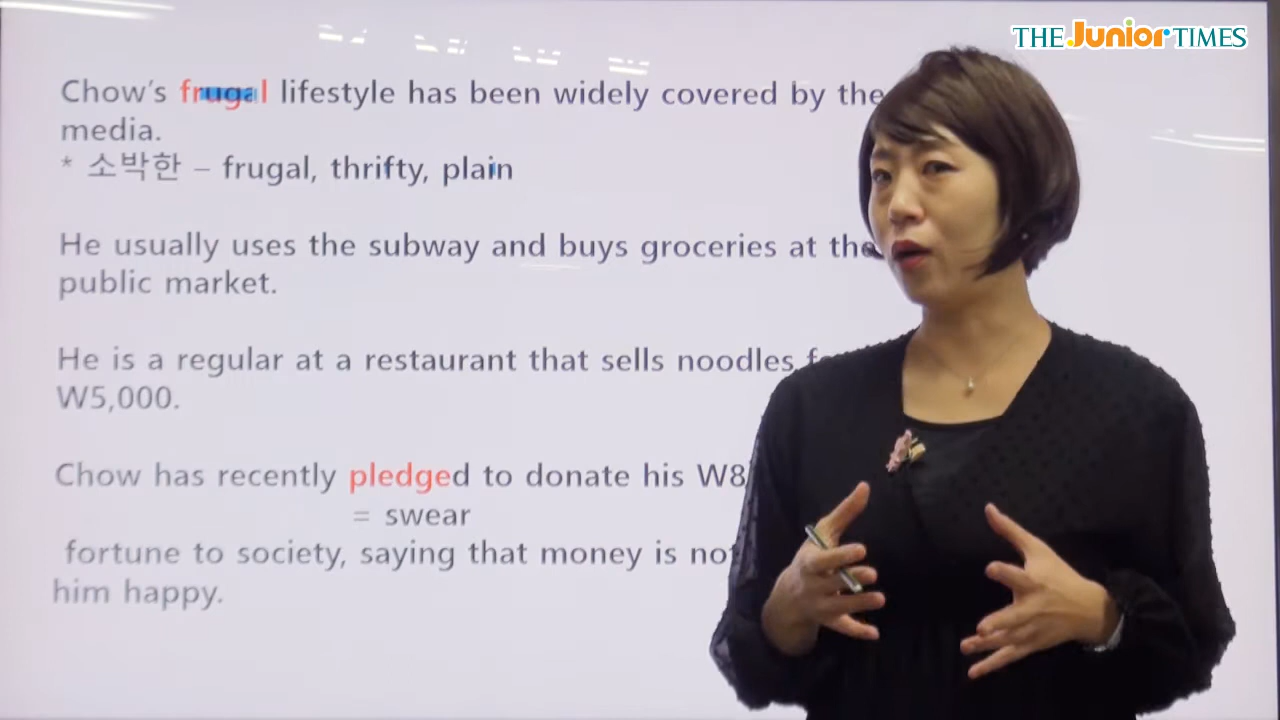 THE Junior TIMES
Chow's frugal lifestyle has been widely covered by the
media.
* 소박한 – frugal, thrifty, plain
He usually uses the subway and buys groceries at the
public market.
He is a regular at a restaurant that sells noodles
W5,000.
Chow has recently pledged to donate his W8
= swear
fortune to society, saying that money is not
him happy.